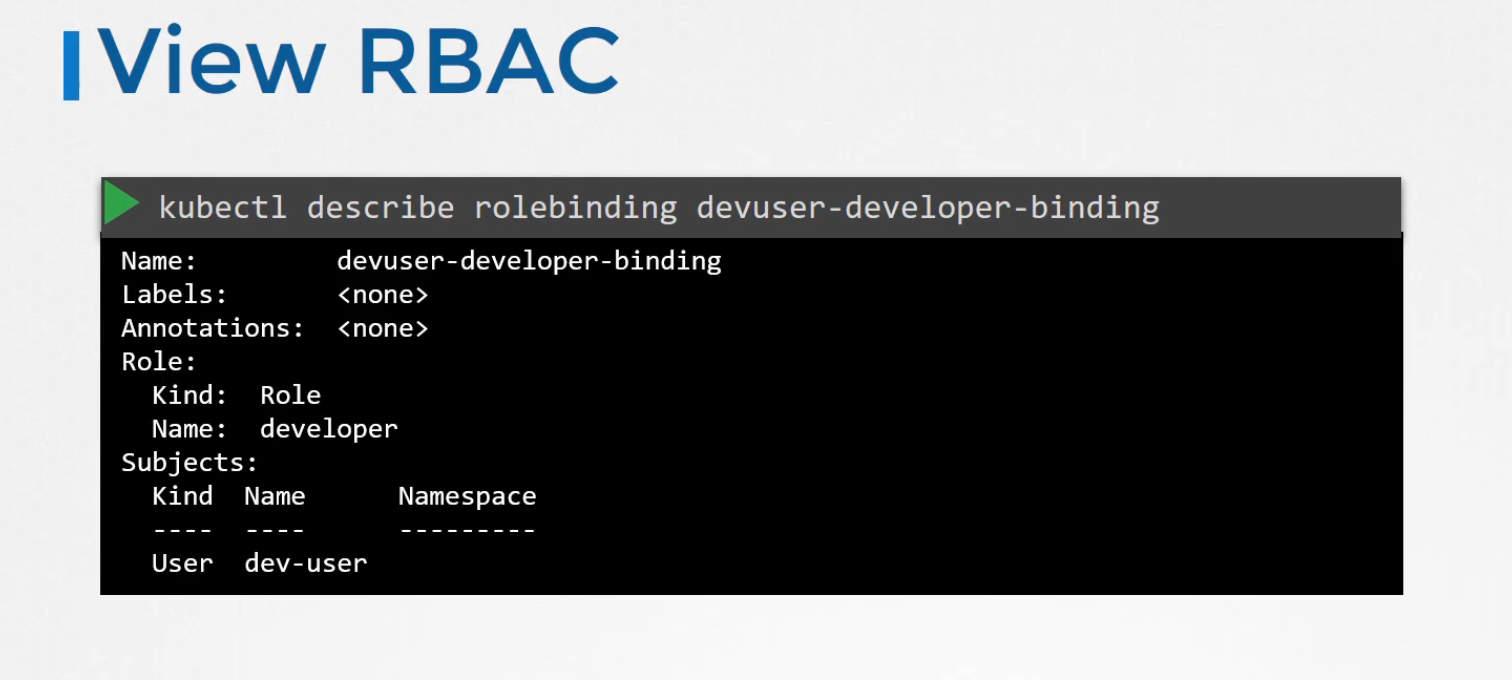 View RBAC
kubectl describe rolebinding devuser-developer-binding
Name:         devuser-developer-binding
Labels:       <none>
Annotations:  <none>
Role:
  Kind:  Role
  Name:  developer
Subjects:
  Kind  Name      Namespace
  ----  ----      ---------
  User  dev-user